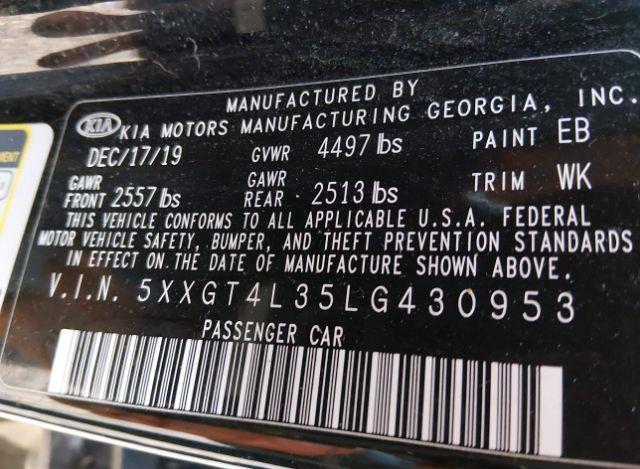 MANUFACTURED BY
KIA KIA MOTORS MANUFACTURING GEORGIA, INC.
DEC/17/19 GVWR 4497 lbs PAINT EB
GAWR FRONT 2557 lbs GAWR REAR 2513 lbs TRIM WK
THIS VEHICLE CONFORMS TO ALL APPLICABLE U.S.A. FEDERAL
MOTOR VEHICLE SAFETY, BUMPER, AND THEFT PREVENTION STANDARDS
IN EFFECT ON THE DATE OF MANUFACTURE SHOWN ABOVE.
V.I.N. 5XXGT4L35LG430953
PASSENGER CAR